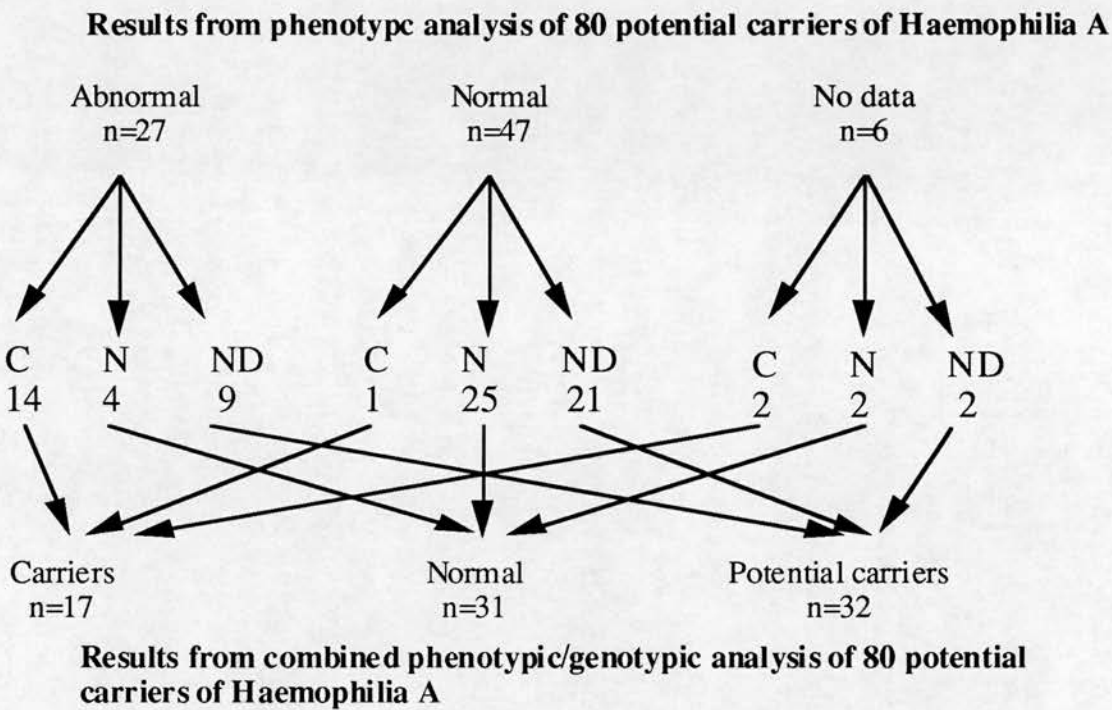 Results from phenotypc analysis of 80 potential carriers of Haemophilia A
Abnormal Normal No data
n=27 n=47 n=6
C N ND C N ND C N ND
14 4 9 1 25 21 2 2 2
Carriers Normal Potential carriers
n=17 n=31 n=32
Results from combined phenotypic/genotypic analysis of 80 potential
carriers of Haemophilia A